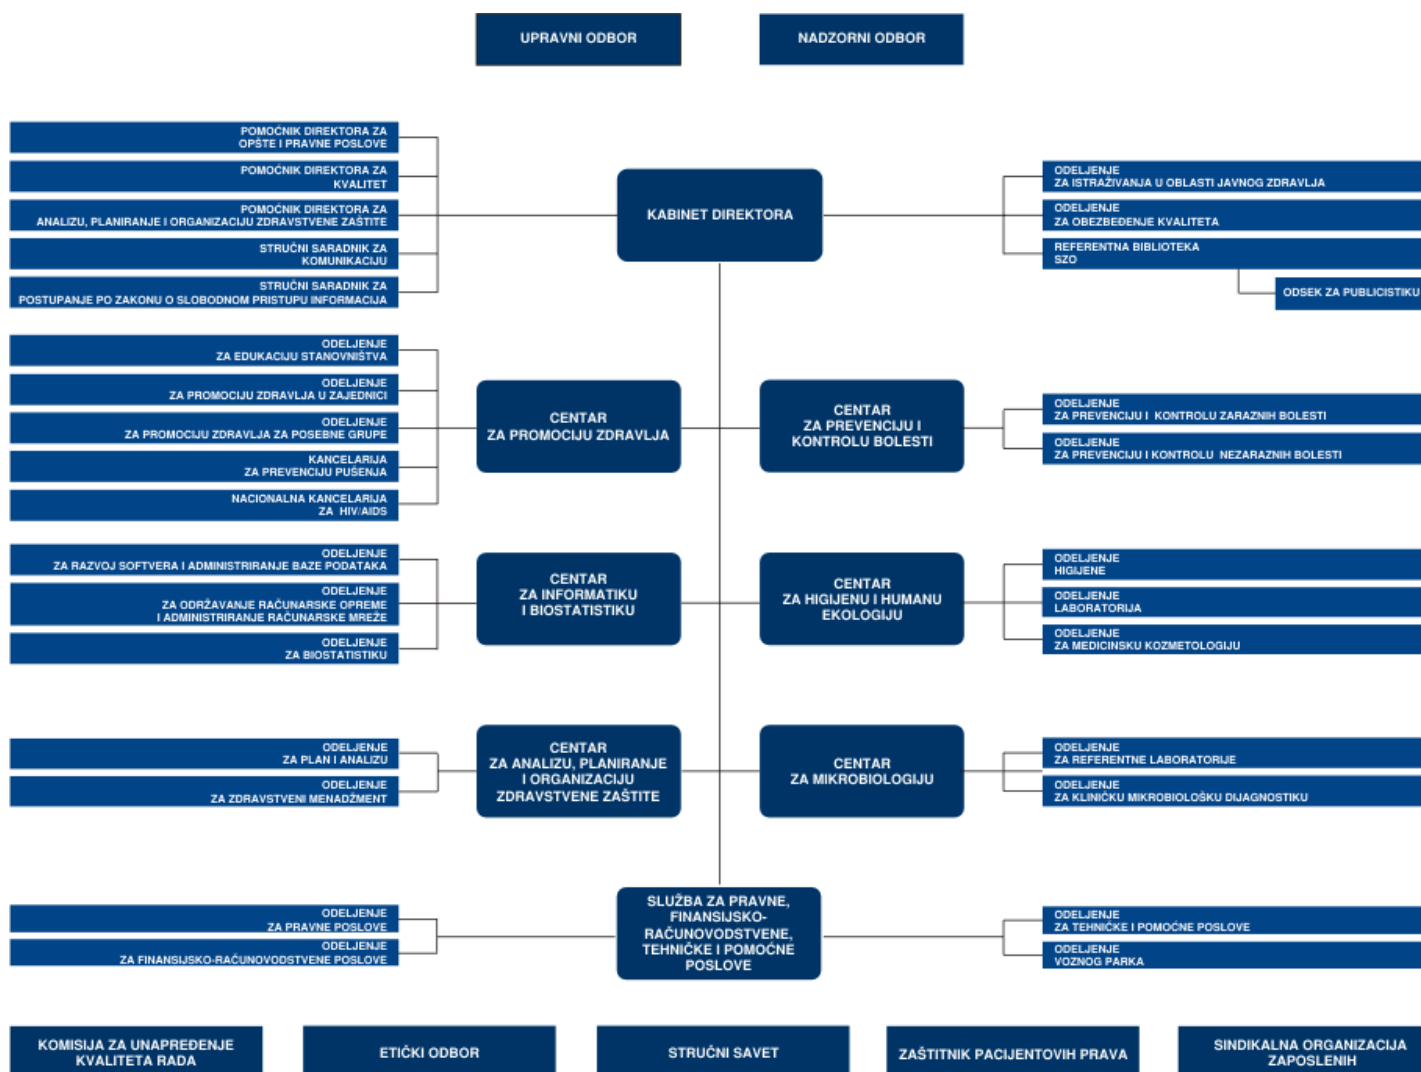 UPRAVNI ODBOR
NADZORNI ODBOR
POMOĆNIK DIREKTORA ZA
OPŠTE I PRAVNE POSLOVE
POMOĆNIK DIREKTORA ZA
KVALITET
POMOĆNIK DIREKTORA ZA
ANALIZU, PLANIRANJE I ORGANIZACIJU ZDRAVSTVENE ZAŠTITE
STRUČNI SARADNIK ZA
KOMUNIKACIJU
STRUČNI SARADNIK ZA
POSTUPANJE PO ZAKONU O SLOBODNOM PRISTUPU INFORMACIJA
KABINET DIREKTORA
ODELJENJE
ZA ISTRAŽIVANJA U OBLASTI JAVNOG ZDRAVLJA
ODELJENJE
ZA OBEZBEĐENJE KVALITETA
REFERENTNA BIBLIOTEKA
SZO
ODSEK ZA PUBLICISTIKU
ODELJENJE
ZA EDUKACIJU STANOVNIŠTVA
ODELJENJE
ZA PROMOCIJU ZDRAVLJA U ZAJEDNICI
ODELJENJE
ZA PROMOCIJU ZDRAVLJA ZA POSEBNE GRUPE
KANCELARIJA
ZA PREVENCIJU PUŠENJA
NACIONALNA KANCELARIJA
ZA HIV/AIDS
CENTAR
ZA PROMOCIJU ZDRAVLJA
CENTAR
ZA PREVENCIJU I
KONTROLU BOLESTI
ODELJENJE
ZA PREVENCIJU I KONTROLU ZARAZNIH BOLESTI
ODELJENJE
ZA PREVENCIJU I KONTROLU NEZARAZNIH BOLESTI
ODELJENJE
ZA RAZVOJ SOFTVERA I ADMINISTRIRANJE BAZE PODATAKA
ODELJENJE
ZA ODRŽAVANJE RAČUNARSKE OPREME
I ADMINISTRIRANJE RAČUNARSKE MREŽE
ODELJENJE
ZA BIOSTATISTIKU
CENTAR
ZA INFORMATIKU
I BIOSTATISTIKU
CENTAR
ZA HIGIJENU I HUMANU
EKOLOGIJU
ODELJENJE
HIGIJENE
ODELJENJE
LABORATORIJA
ODELJENJE
ZA MEDICINSKU KOZMETOLOGIJU
ODELJENJE
ZA PLAN I ANALIZU
ODELJENJE
ZA ZDRAVSTVENI MENADŽMENT
CENTAR
ZA ANALIZU, PLANIRANJE
I ORGANIZACIJU
ZDRAVSTVENE ZAŠTITE
CENTAR
ZA MIKROBIOLOGIJU
ODELJENJE
ZA REFERENTNE LABORATORIJE
ODELJENJE
ZA KLINIČKU MIKROBIOLOŠKU DIJAGNOSTIKU
ODELJENJE
ZA PRAVNE POSLOVE
ODELJENJE
ZA FINANSIJSKO-RAČUNOVODSTVENE POSLOVE
SLUŽBA ZA PRAVNE,
FINANSIJSKO-
RAČUNOVODSTVENE,
TEHNIČKE I POMOĆNE
POSLOVE
ODELJENJE
ZA TEHNIČKE I POMOĆNE POSLOVE
ODELJENJE
VOZNOG PARKA
KOMISIJA ZA UNAPREĐENJE
KVALITETA RADA
ETIČKI ODBOR
STRUČNI SAVET
ZAŠTITNIK PACIJENTOVIH PRAVA
SINDIKALNA ORGANIZACIJA
ZAPOSLENIH